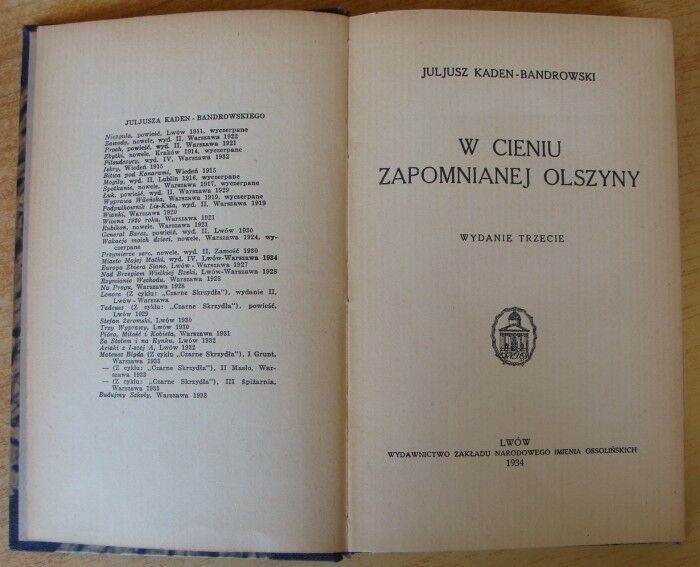 JULJUSZA KADEN - BANDROWSKIEGO
Niezguła, powieść, Lwów 1911, wyczerpane
Zawody, nowele, wyd. II, Warszawa 1922
Proch, powieść, wyd. II, Warszawa 1921
Zbytki, nowele, Kraków 1914, wyczerpane
Piłsudczycy, wyd. IV, Warszawa 1932
Iskry, Wiedeń 1915
Bitwa pod Konarami, Wiedeń 1915
Mogiły, wyd. II, Lublin 1916, wyczerpane
Spotkanie, nowele, Warszawa 1917, wyczerpane
Łuk, powieść, wyd. II, Warszawa 1929
Wyprawa Wileńska, Warszawa 1919, wyczerpane
Podpułkownik Lis-Kula, wyd. II, Warszawa 1919
Wianki, Warszawa 1920
Wiosna 1920 roku, Warszawa 1921
Rubikon, nowele, Warszawa 1921
General Barcz, powieść, wyd. II, Lwów 1930
Wakacje moich dzieci, nowele, Warszawa 1924, wy-
czerpane
Przymierze serc, nowele, wyd. II, Zamość 1930
Miasto Mojej Matki, wyd. IV, Lwów-Warszawa 1934
Europa Zbiera Siano, Lwów-Warszawa 1927
Nad Brzegiem Wielkiej Rzeki, Lwów-Warszawa 1928
Rzymianie Wschodu, Warszawa 1928
Na Progu, Warszawa 1928
Lenora (Z cyklu: „Czarne Skrzydła"), wydanie II,
Lwów - Warszawa
Tadeusz (Z cyklu: „Czarne Skrzydła"), powieść,
Lwów 1929
Stefan Żeromski, Lwów 1930
Trzy Wyprawy, Lwów 1930
Pióro, Miłość i Kobieta, Warszawa 1931
Za Stołem i na Rynku, Lwów 1932
Aciaki z I-szej A, Lwów 1932
Mateusz Bigda (Z cyklu „Czarne Skrzydła"), I Grunt,
Warszawa 1933
— (Z cyklu: „Czarne Skrzydła"), II Masło, War-
szawa 1933
— (Z cyklu: „Czarne Skrzydła"), III Spiżarnia,
Warszawa 1933
Budujmy Szkoły, Warszawa 1933
JULJUSZ KADEN-BANDROWSKI
W CIENIU
ZAPOMNIANEJ OLSZYNY
WYDANIE TRZECIE
LWÓW
WYDAWNICTWO ZAKŁADU NARODOWEGO IMIENIA OSSOLIŃSKICH
1934